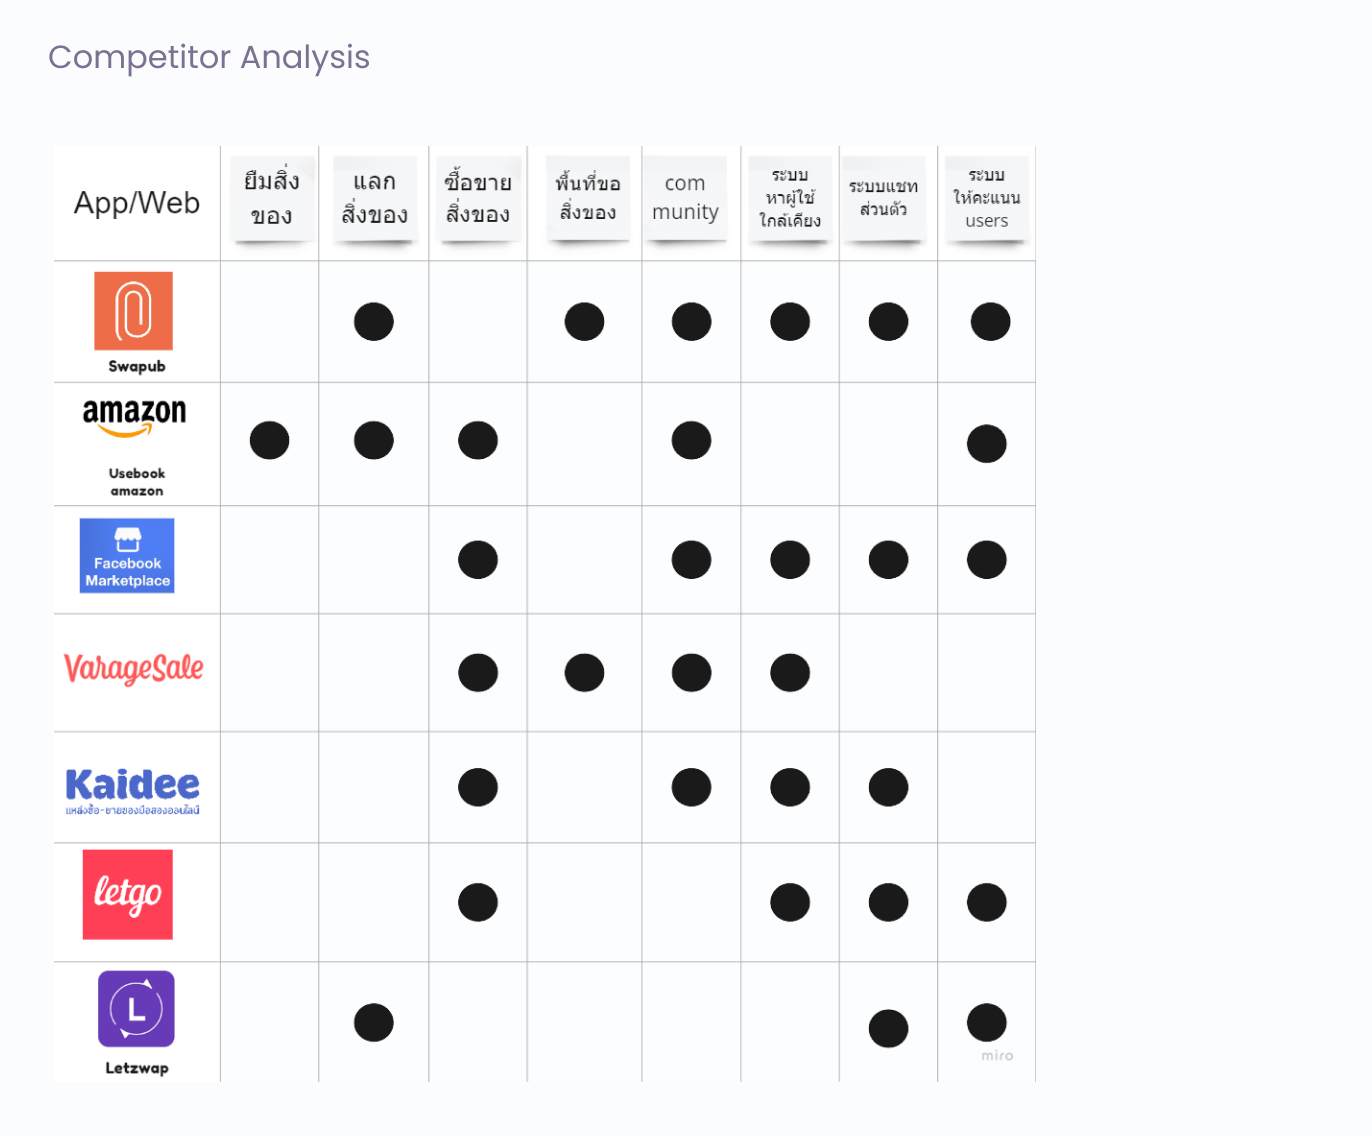 Competitor Analysis
App/Web
ยืมสิ่ง
ของ
แลก
สิ่งของ
ซื้อขาย
สิ่งของ
พื้นที่ขอ
สิ่งของ
com
munity
ระบบ
หาผู้ใช้
ใกล้เคียง
ระบบแชท
ส่วนตัว
ระบบ
ให้คะแนน
users
Swapub
amazon
Usebook
amazon
Facebook
Marketplace
VarageSale
Kaidee
แหล่งซื้อ-ขายของมือสองออนไลน์
letgo
L
Letzwap
miro